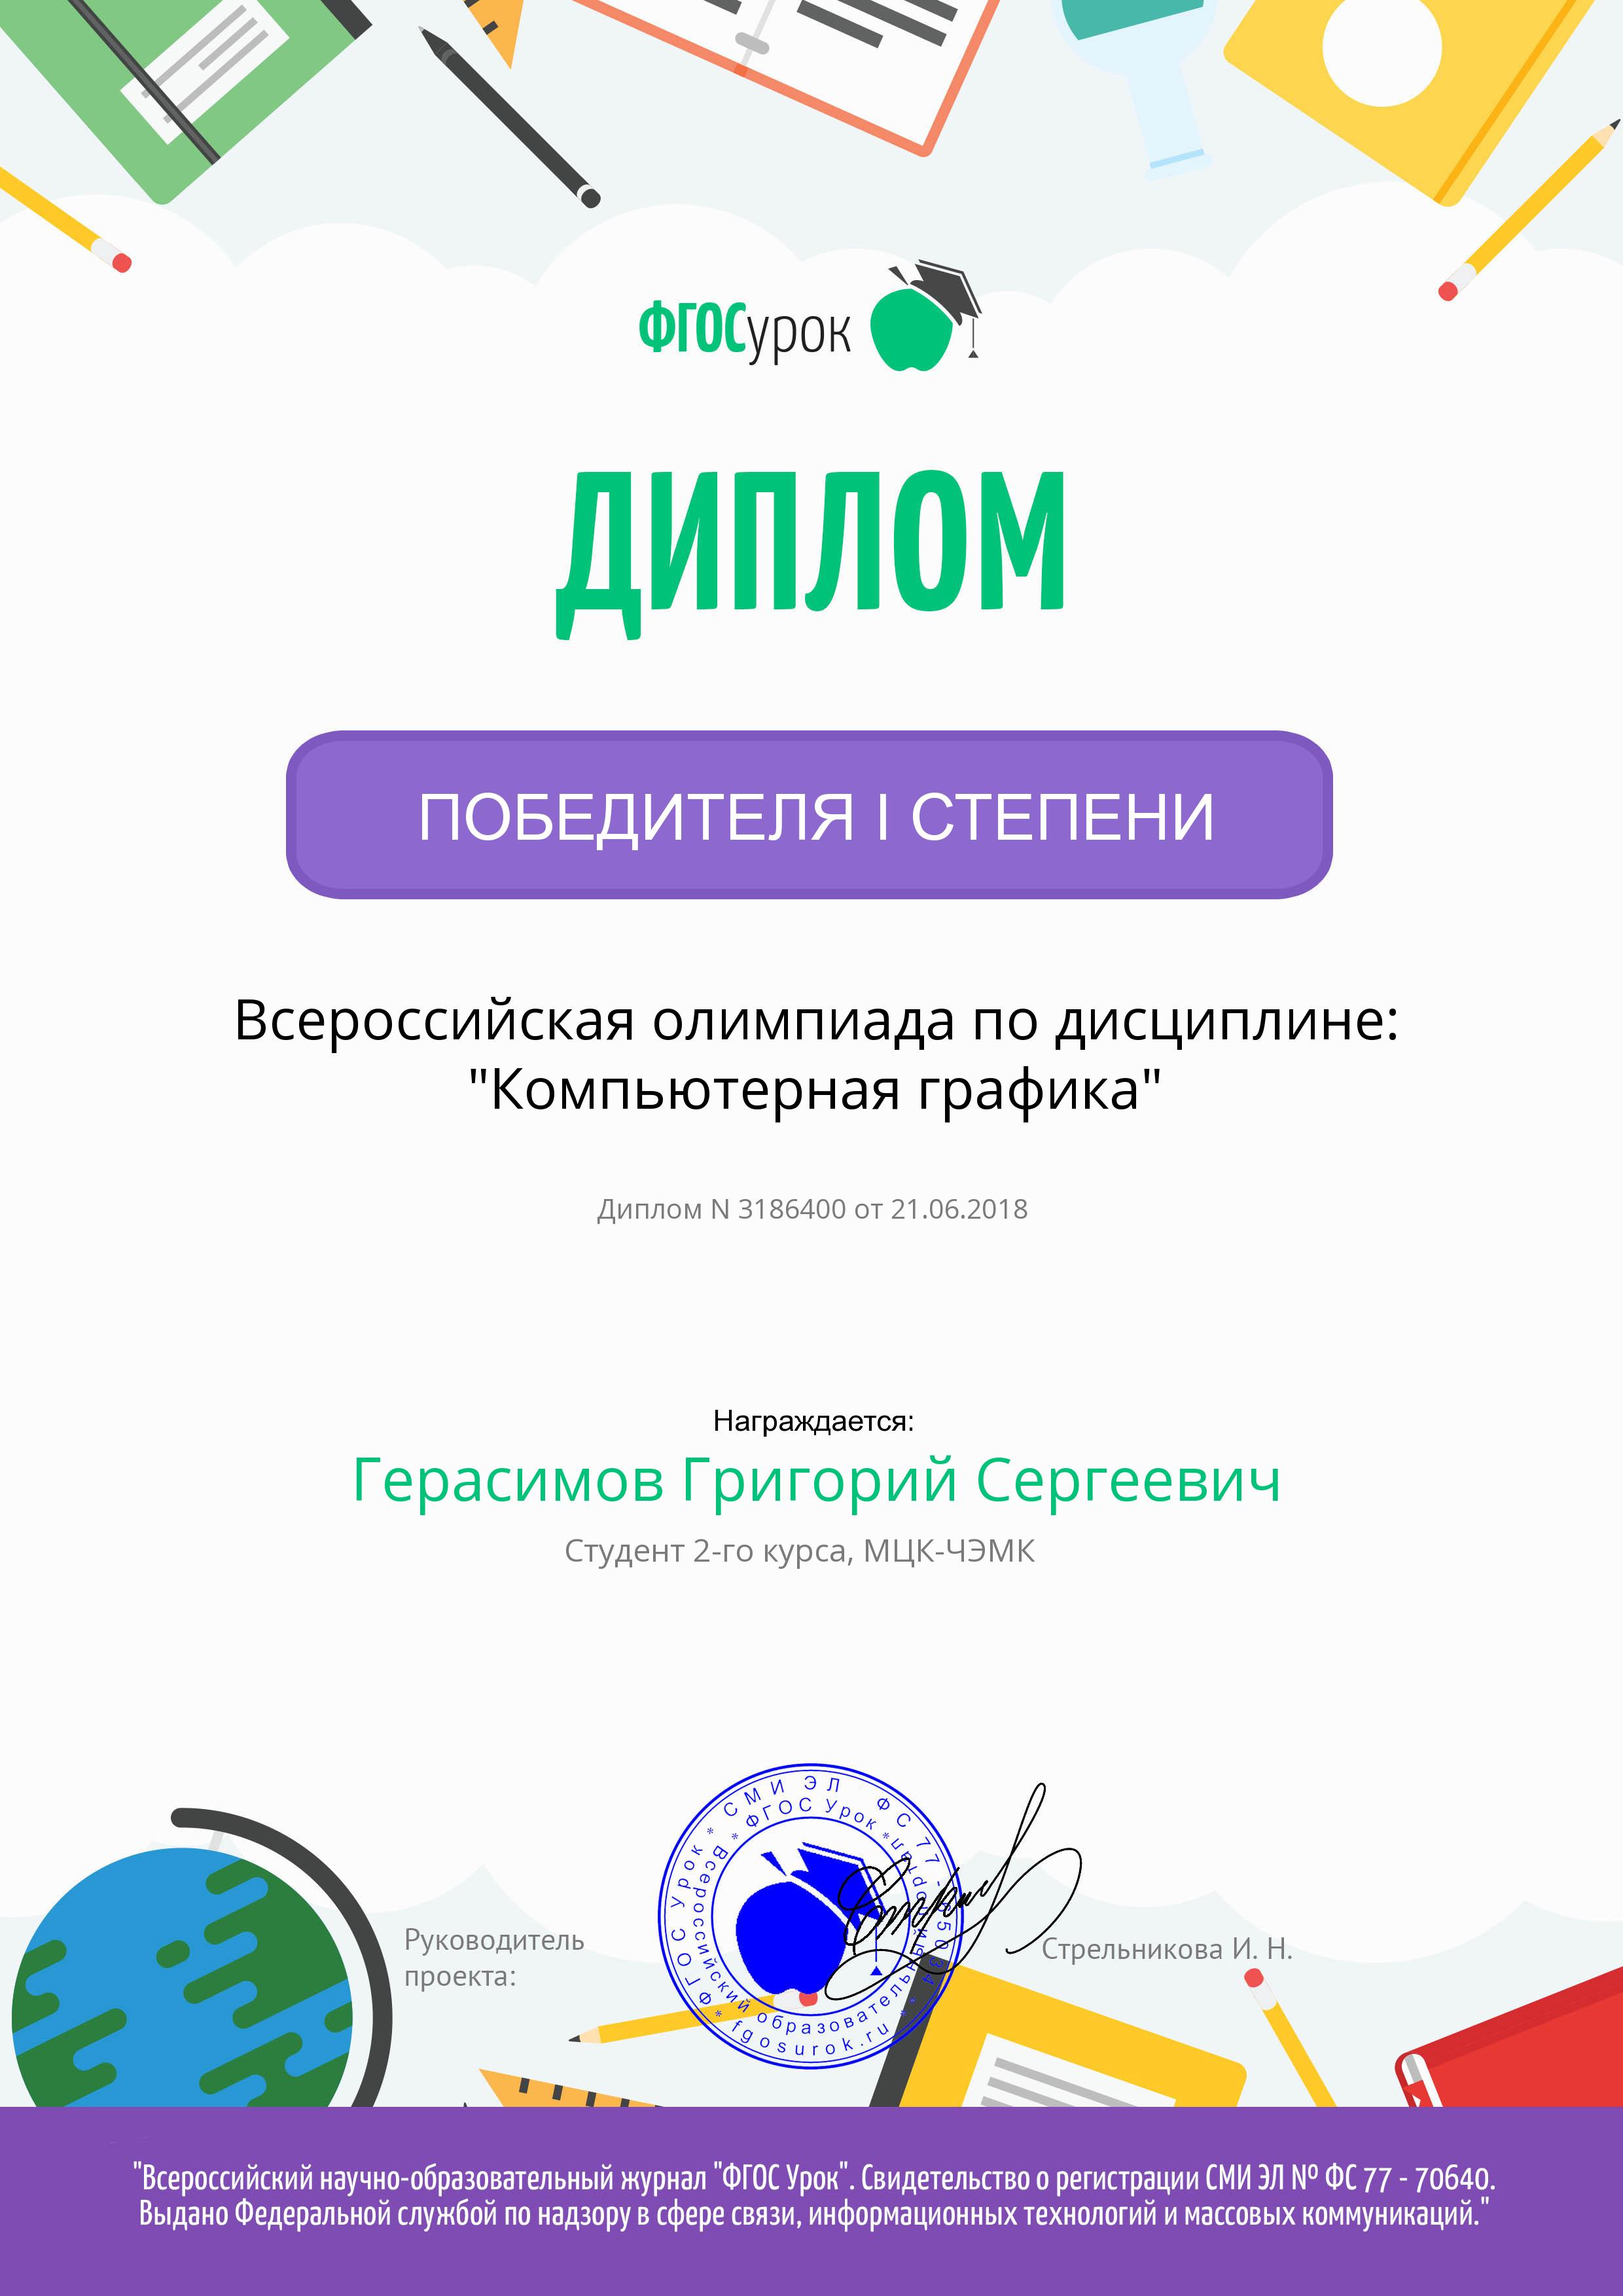 ФГОСурок
ДИПЛОМ
ПОБЕДИТЕЛЯ I СТЕПЕНИ
Всероссийская олимпиада по дисциплине:
"Компьютерная графика"
Диплом N 3186400 от 21.06.2018
Награждается:
Герасимов Григорий Сергеевич
Студент 2-го курса, МЦК-ЧЭМК
Руководитель
проекта:
* ФГОС Урок * СМИ ЭЛ ФС 77 -
* Всероссийский образовательный портал * ФГОС Урок
fgosurok.ru
Стрельникова И. Н.
"Всероссийский научно-образовательный журнал "ФГОС Урок". Свидетельство о регистрации СМИ ЭЛ № ФС 77 - 70640.
Выдано Федеральной службой по надзору в сфере связи, информационных технологий и массовых коммуникаций."